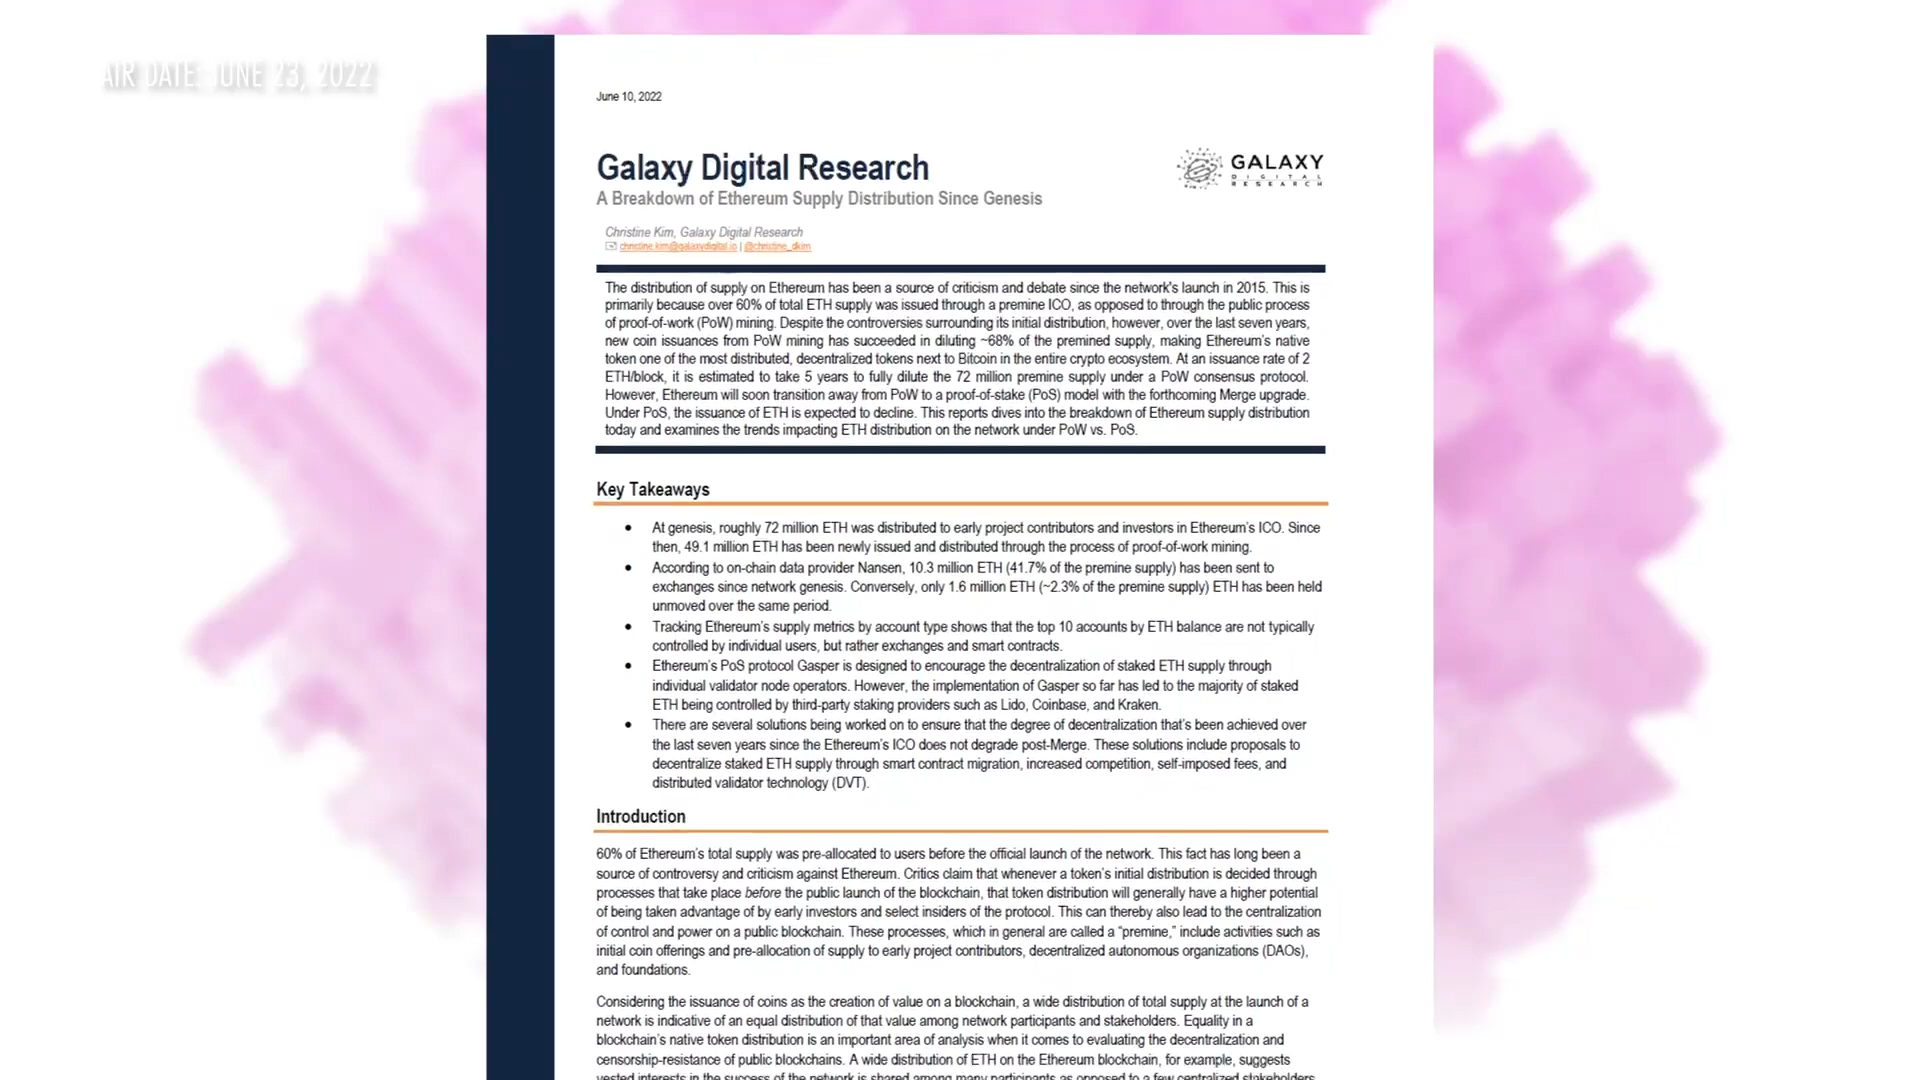 AIR DATE: JUNE 23, 2022
June 10, 2022
Galaxy Digital Research
GALAXY
DIGITAL
RESEARCH
A Breakdown of Ethereum Supply Distribution Since Genesis
Christine Kim, Galaxy Digital Research
christine.kim@galaxydigital.io | @christine_dkim
The distribution of supply on Ethereum has been a source of criticism and debate since the network's launch in 2015. This is
primarily because over 60% of total ETH supply was issued through a premine ICO, as opposed to through the public process
of proof-of-work (PoW) mining. Despite the controversies surrounding its initial distribution, however, over the last seven years,
new coin issuances from PoW mining has succeeded in diluting ~68% of the premined supply, making Ethereum's native
token one of the most distributed, decentralized tokens next to Bitcoin in the entire crypto ecosystem. At an issuance rate of 2
ETH/block, it is estimated to take 5 years to fully dilute the 72 million premine supply under a PoW consensus protocol.
However, Ethereum will soon transition away from PoW to a proof-of-stake (PoS) model with the forthcoming Merge upgrade.
Under PoS, the issuance of ETH is expected to decline. This reports dives into the breakdown of Ethereum supply distribution
today and examines the trends impacting ETH distribution on the network under PoW vs. PoS.
Key Takeaways
• At genesis, roughly 72 million ETH was distributed to early project contributors and investors in Ethereum's ICO. Since
then, 49.1 million ETH has been newly issued and distributed through the process of proof-of-work mining.
• According to on-chain data provider Nansen, 10.3 million ETH (41.7% of the premine supply) has been sent to
exchanges since network genesis. Conversely, only 1.6 million ETH (~2.3% of the premine supply) ETH has been held
unmoved over the same period.
• Tracking Ethereum's supply metrics by account type shows that the top 10 accounts by ETH balance are not typically
controlled by individual users, but rather exchanges and smart contracts.
• Ethereum's PoS protocol Gasper is designed to encourage the decentralization of staked ETH supply through
individual validator node operators. However, the implementation of Gasper so far has led to the majority of staked
ETH being controlled by third-party staking providers such as Lido, Coinbase, and Kraken.
• There are several solutions being worked on to ensure that the degree of decentralization that's been achieved over
the last seven years since the Ethereum's ICO does not degrade post-Merge. These solutions include proposals to
decentralize staked ETH supply through smart contract migration, increased competition, self-imposed fees, and
distributed validator technology (DVT).
Introduction
60% of Ethereum's total supply was pre-allocated to users before the official launch of the network. This fact has long been a
source of controversy and criticism against Ethereum. Critics claim that whenever a token's initial distribution is decided through
processes that take place before the public launch of the blockchain, that token distribution will generally have a higher potential
of being taken advantage of by early investors and select insiders of the protocol. This can thereby also lead to the centralization
of control and power on a public blockchain. These processes, which in general are called a “premine,” include activities such as
initial coin offerings and pre-allocation of supply to early project contributors, decentralized autonomous organizations (DAOs),
and foundations.
Considering the issuance of coins as the creation of value on a blockchain, a wide distribution of total supply at the launch of a
network is indicative of an equal distribution of that value among network participants and stakeholders. Equality in a
blockchain's native token distribution is an important area of analysis when it comes to evaluating the decentralization and
censorship-resistance of public blockchains. A wide distribution of ETH on the Ethereum blockchain, for example, suggests
vested interests in the success of the network is shared among many participants as opposed to a few centralized stakeholders